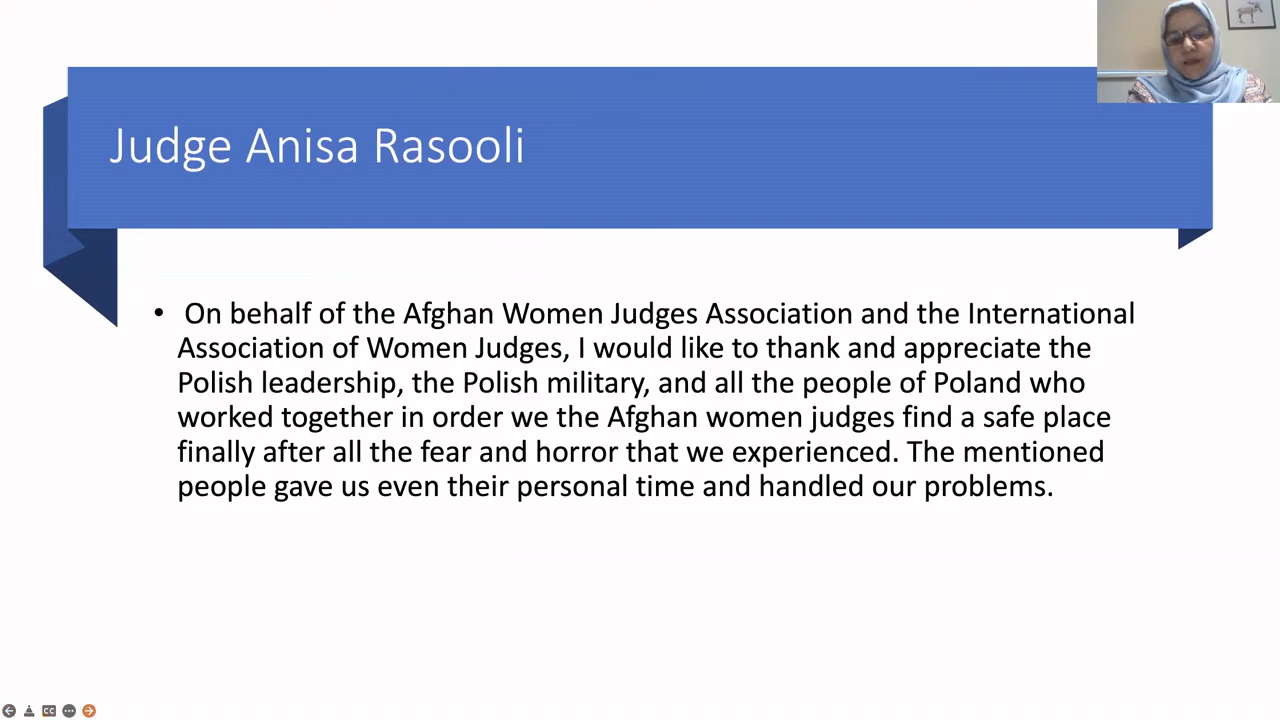 Judge Anisa Rasooli
• On behalf of the Afghan Women Judges Association and the International
Association of Women Judges, I would like to thank and appreciate the
Polish leadership, the Polish military, and all the people of Poland who
worked together in order we the Afghan women judges find a safe place
finally after all the fear and horror that we experienced. The mentioned
people gave us even their personal time and handled our problems.
CC